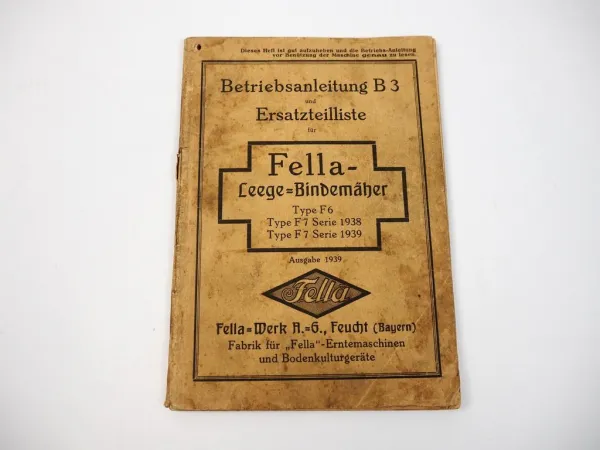 Dieses Heft ist gut aufzuheben und die Betriebs-Anleitung
vor Benützung der Maschine genau zu lesen.
Betriebsanleitung B 3
und
Ersatzteilliste
für
Fella-
Leege=Bindemäher
Type F 6
Type F 7 Serie 1938
Type F 7 Serie 1939
Ausgabe 1939
Fella
Fella=Werk A.=G., Feucht (Bayern)
Fabrik für „Fella“-Erntemaschinen
und Bodenkulturgeräte